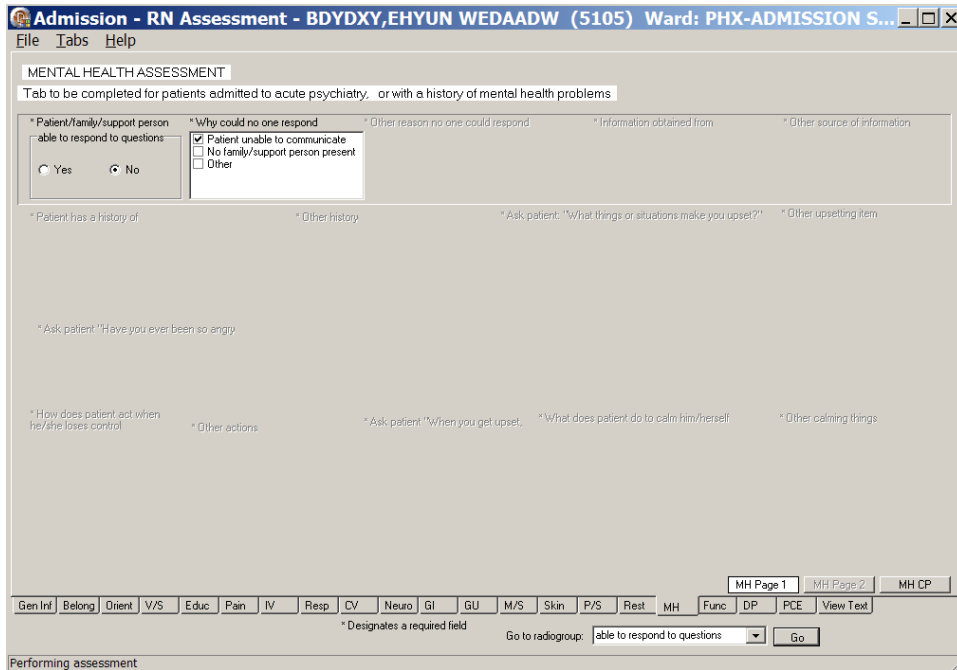 Admission - RN Assessment - BDYDXY,EHYUN WEDAADW (5105) Ward: PHX-ADMISSION S...
File Tabs Help
MENTAL HEALTH ASSESSMENT
Tab to be completed for patients admitted to acute psychiatry, or with a history of mental health problems
* Patient/family/support person
able to respond to questions
Yes No
* Why could no one respond
Patient unable to communicate
No family/support person present
Other
* Other reason no one could respond
* Information obtained from
* Other source of information
* Patient has a history of
* Other history
* Ask patient: "What things or situations make you upset?"
* Other upsetting item
* Ask patient "Have you ever been so angry
* How does patient act when
he/she loses control
* Other actions
* Ask patient "When you get upset,
* What does patient do to calm him/herself
* Other calming things
MH Page 1 MH Page 2 MH CP
Gen Inf Belong Orient V/S Educ Pain IV Resp CV Neuro GI GU M/S Skin P/S Rest MH Func DP PCE View Text
* Designates a required field
Go to radiogroup: able to respond to questions Go
Performing assessment